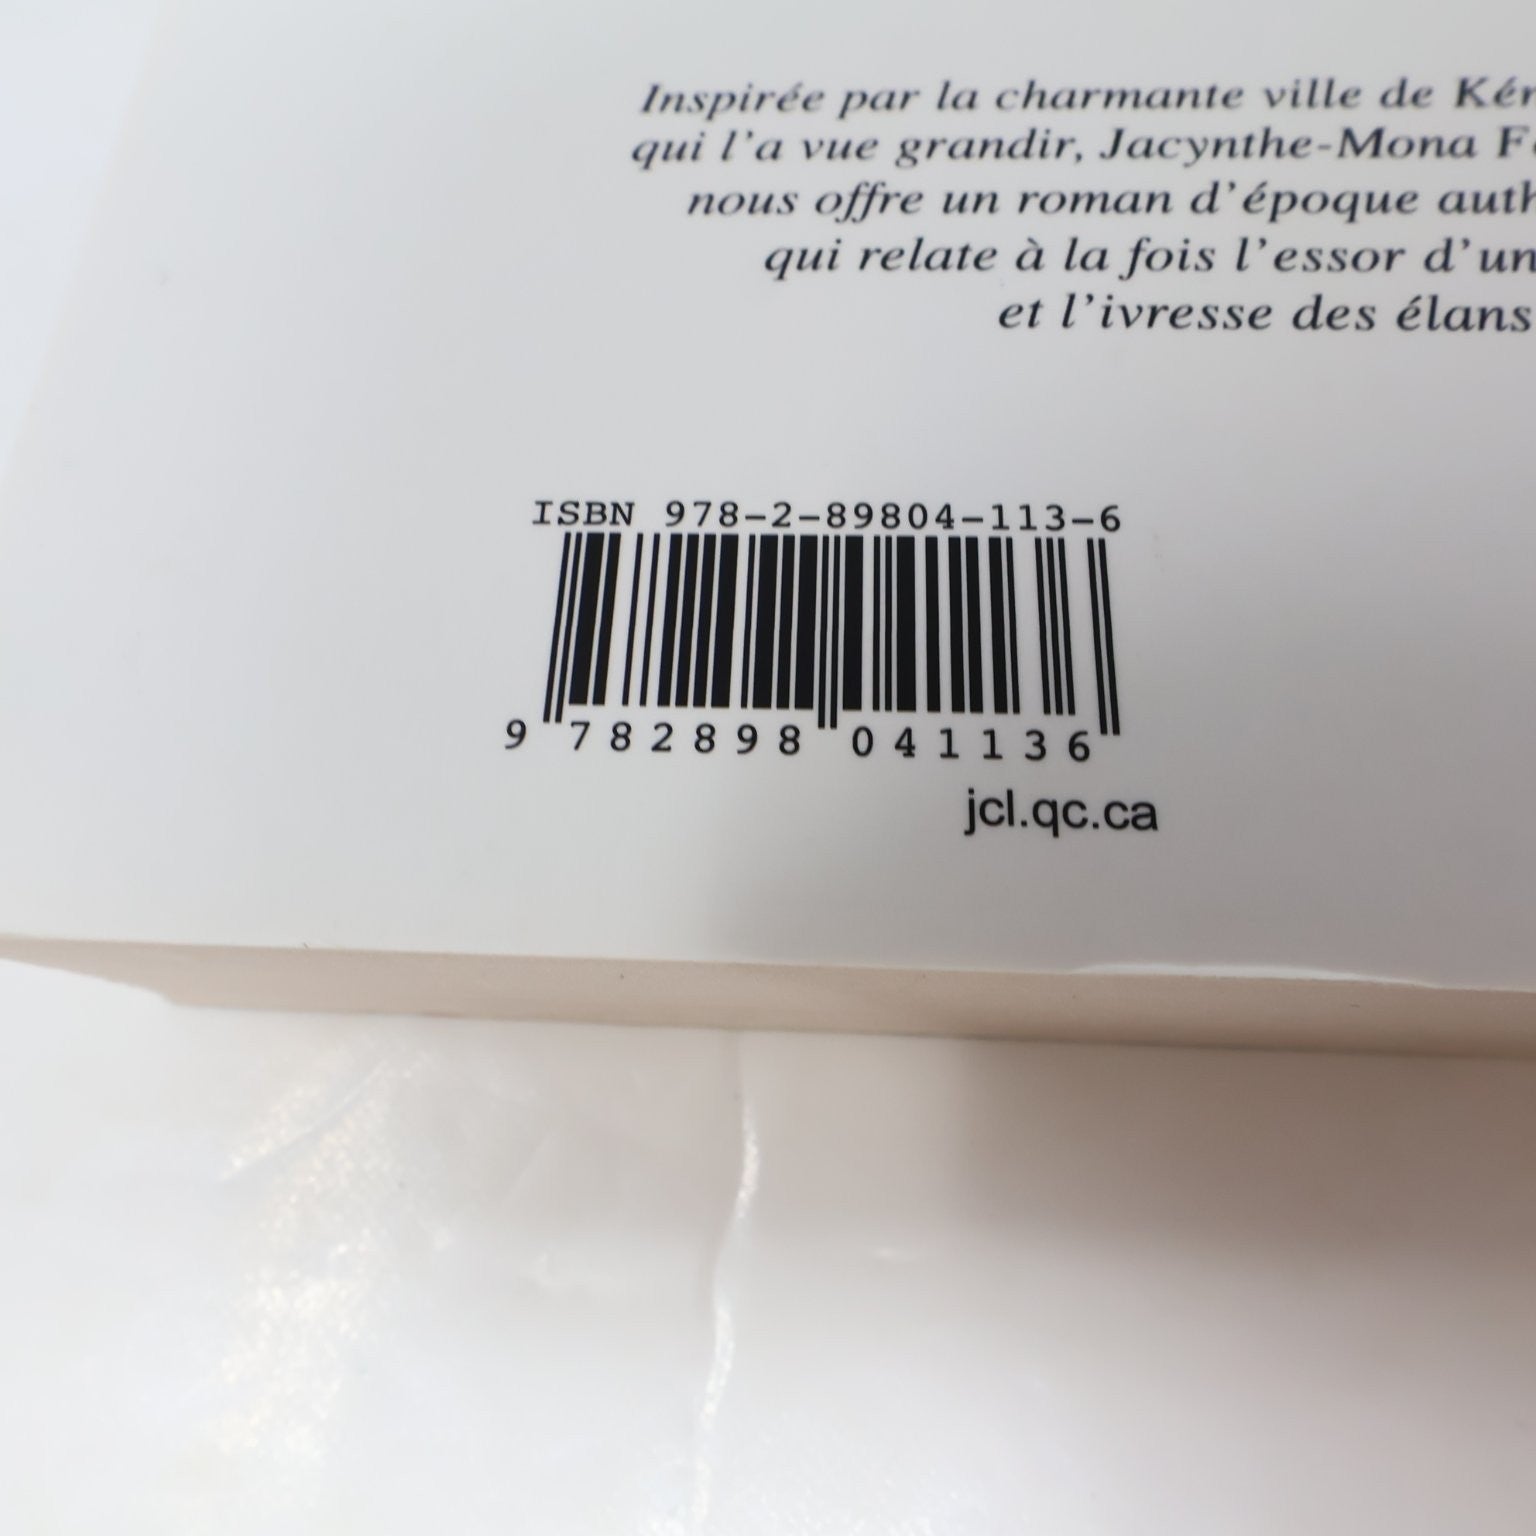 Inspirée par la charmante ville de
qui l'a vue grandir, Jacynthe-Mona
nous offre un roman d'époque
qui relate à la fois l'essor d'un
et l'ivresse des élans
ISBN 978-2-89804-113-6
9 782898 041136
jcl.qc.ca